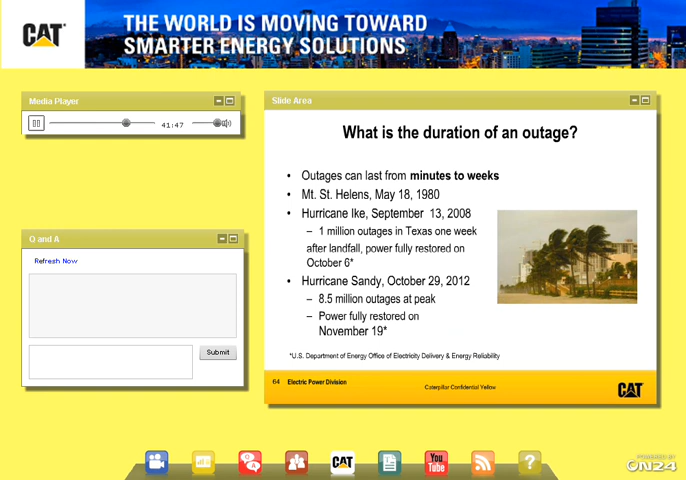 CAT
THE WORLD IS MOVING TOWARD
SMARTER ENERGY SOLUTIONS
Media Player
41:47
Q and A
Refresh Now
Submit
Slide Area
What is the duration of an outage?
• Outages can last from minutes to weeks
• Mt. St. Helens, May 18, 1980
• Hurricane Ike, September 13, 2008
– 1 million outages in Texas one week
after landfall, power fully restored on
October 6*
• Hurricane Sandy, October 29, 2012
– 8.5 million outages at peak
– Power fully restored on
November 19*
*U.S. Department of Energy Office of Electricity Delivery & Energy Reliability
64 Electric Power Division
Caterpillar Confidential Yellow
CAT
Q A
CAT
You
Tube
?
POWERED BY
ON24